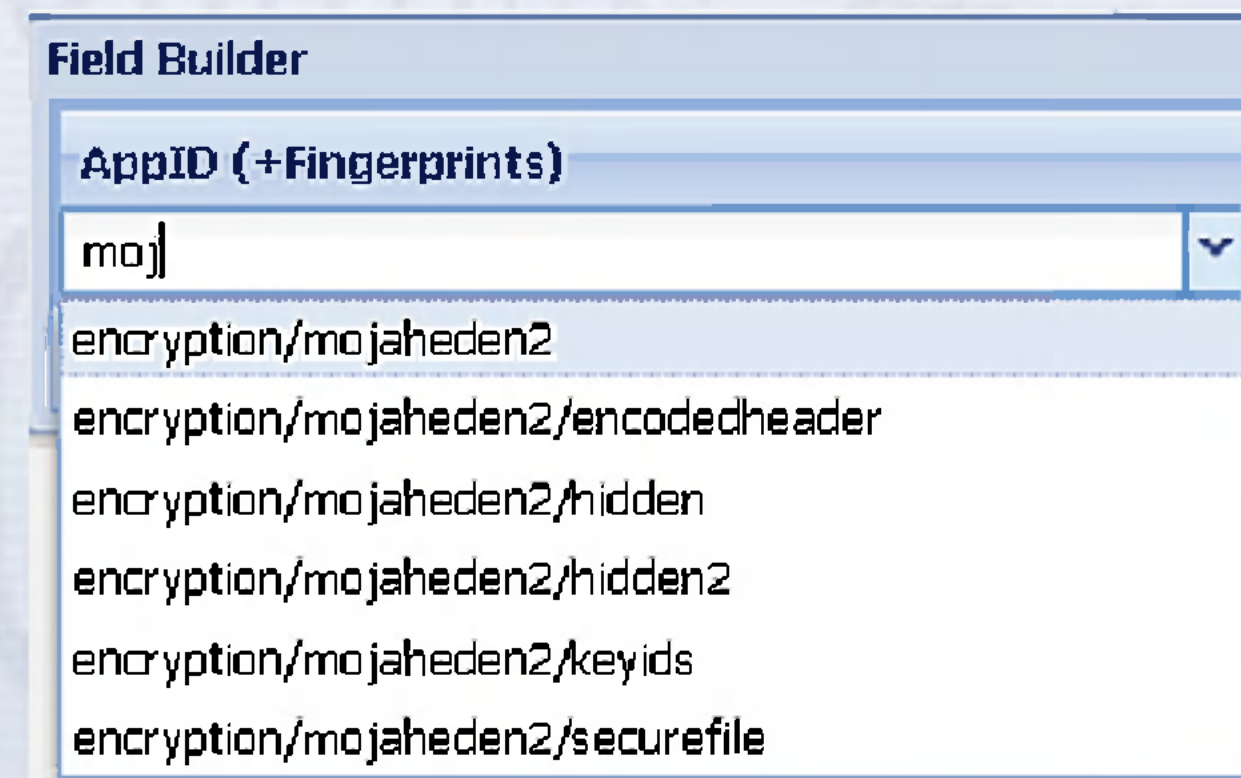 Field Builder
AppID (+Fingerprints)
moj
encryption/mojaheden2
encryption/mojaheden2/encodedheader
encryption/mojaheden2/hidden
encryption/mojaheden2/hidden2
encryption/mojaheden2/keyids
encryption/mojaheden2/securefile